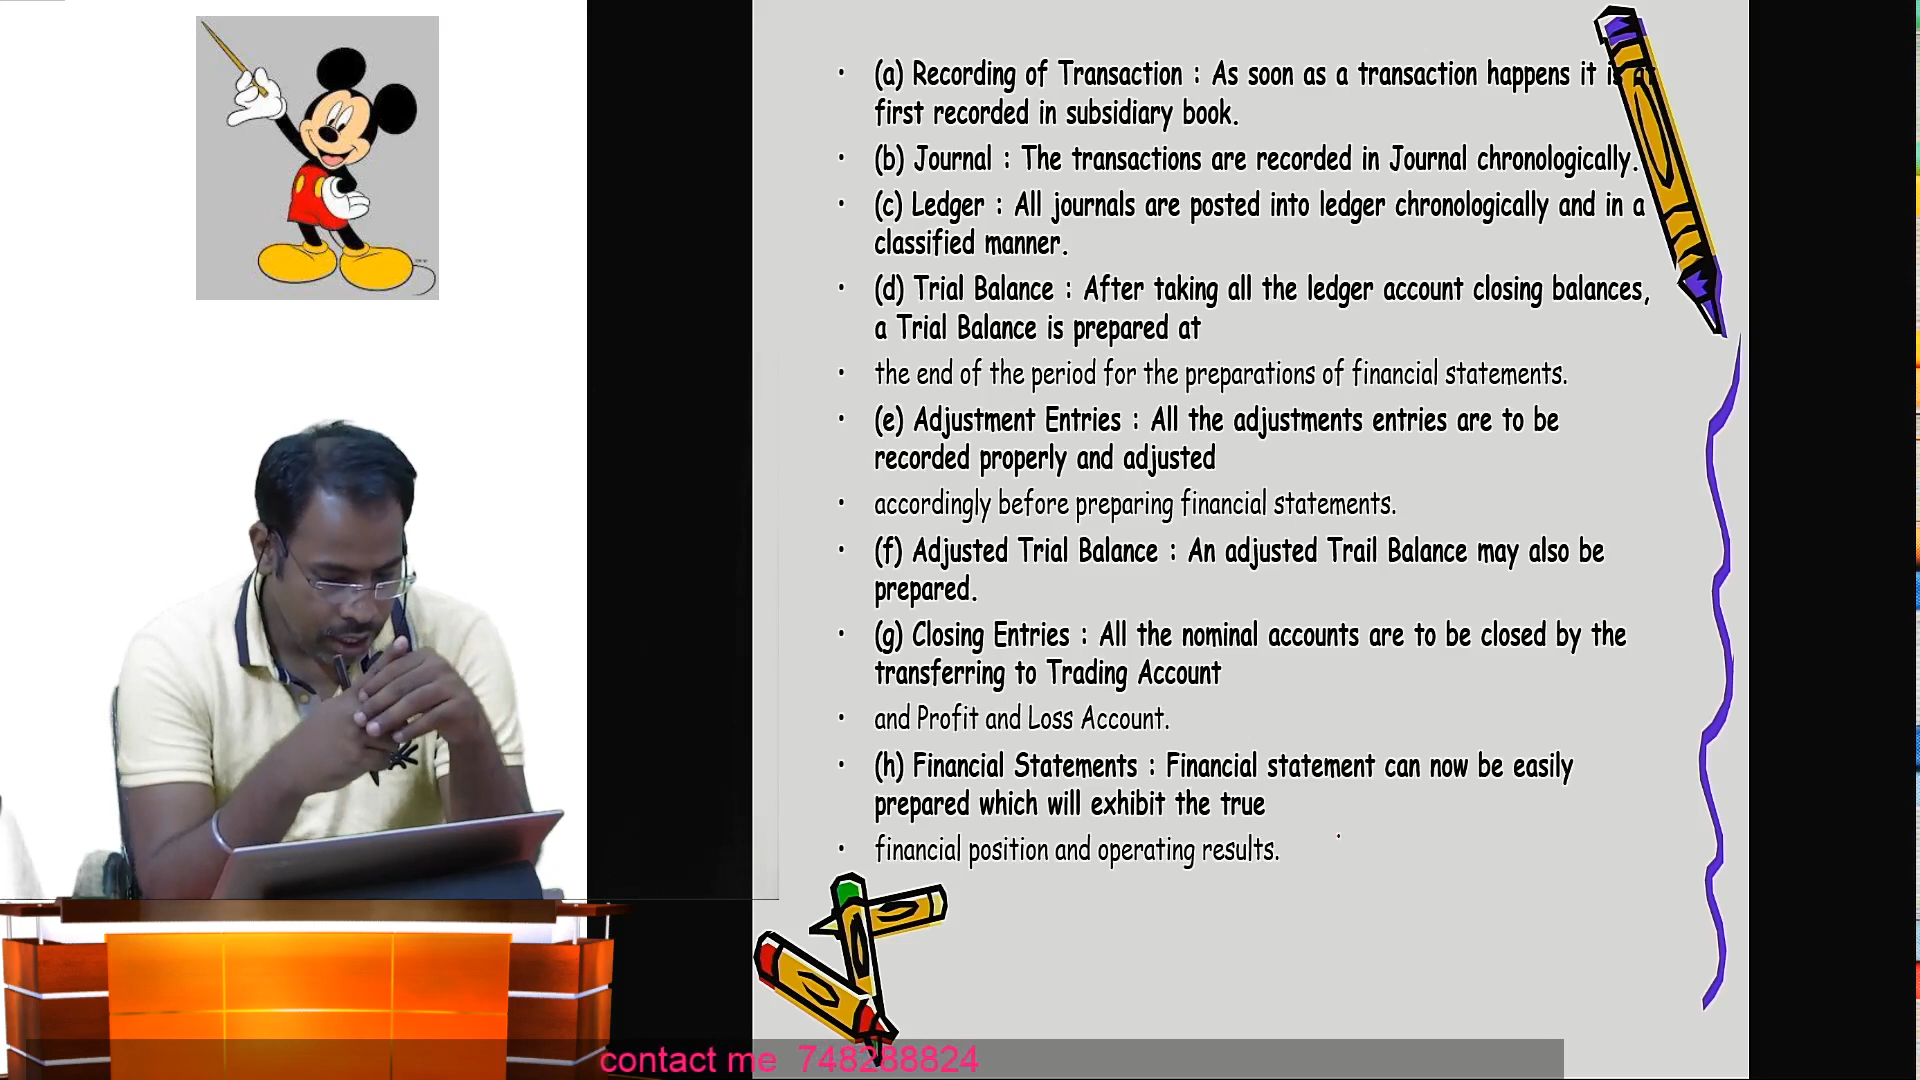 • (a) Recording of Transaction : As soon as a transaction happens it is at
first recorded in subsidiary book.
• (b) Journal : The transactions are recorded in Journal chronologically.
• (c) Ledger : All journals are posted into ledger chronologically and in a
classified manner.
• (d) Trial Balance : After taking all the ledger account closing balances,
a Trial Balance is prepared at
• the end of the period for the preparations of financial statements.
• (e) Adjustment Entries : All the adjustments entries are to be
recorded properly and adjusted
• accordingly before preparing financial statements.
• (f) Adjusted Trial Balance : An adjusted Trail Balance may also be
prepared.
• (g) Closing Entries : All the nominal accounts are to be closed by the
transferring to Trading Account
• and Profit and Loss Account.
• (h) Financial Statements : Financial statement can now be easily
prepared which will exhibit the true
• financial position and operating results.
contact me 748288824